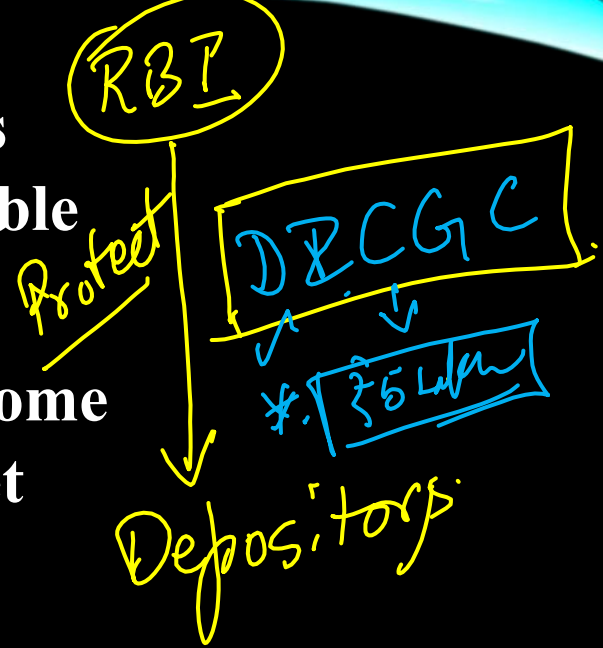 RBI
s
ble
Protect
DICGC
ome
* ₹5 Lakh
t
Depositors.